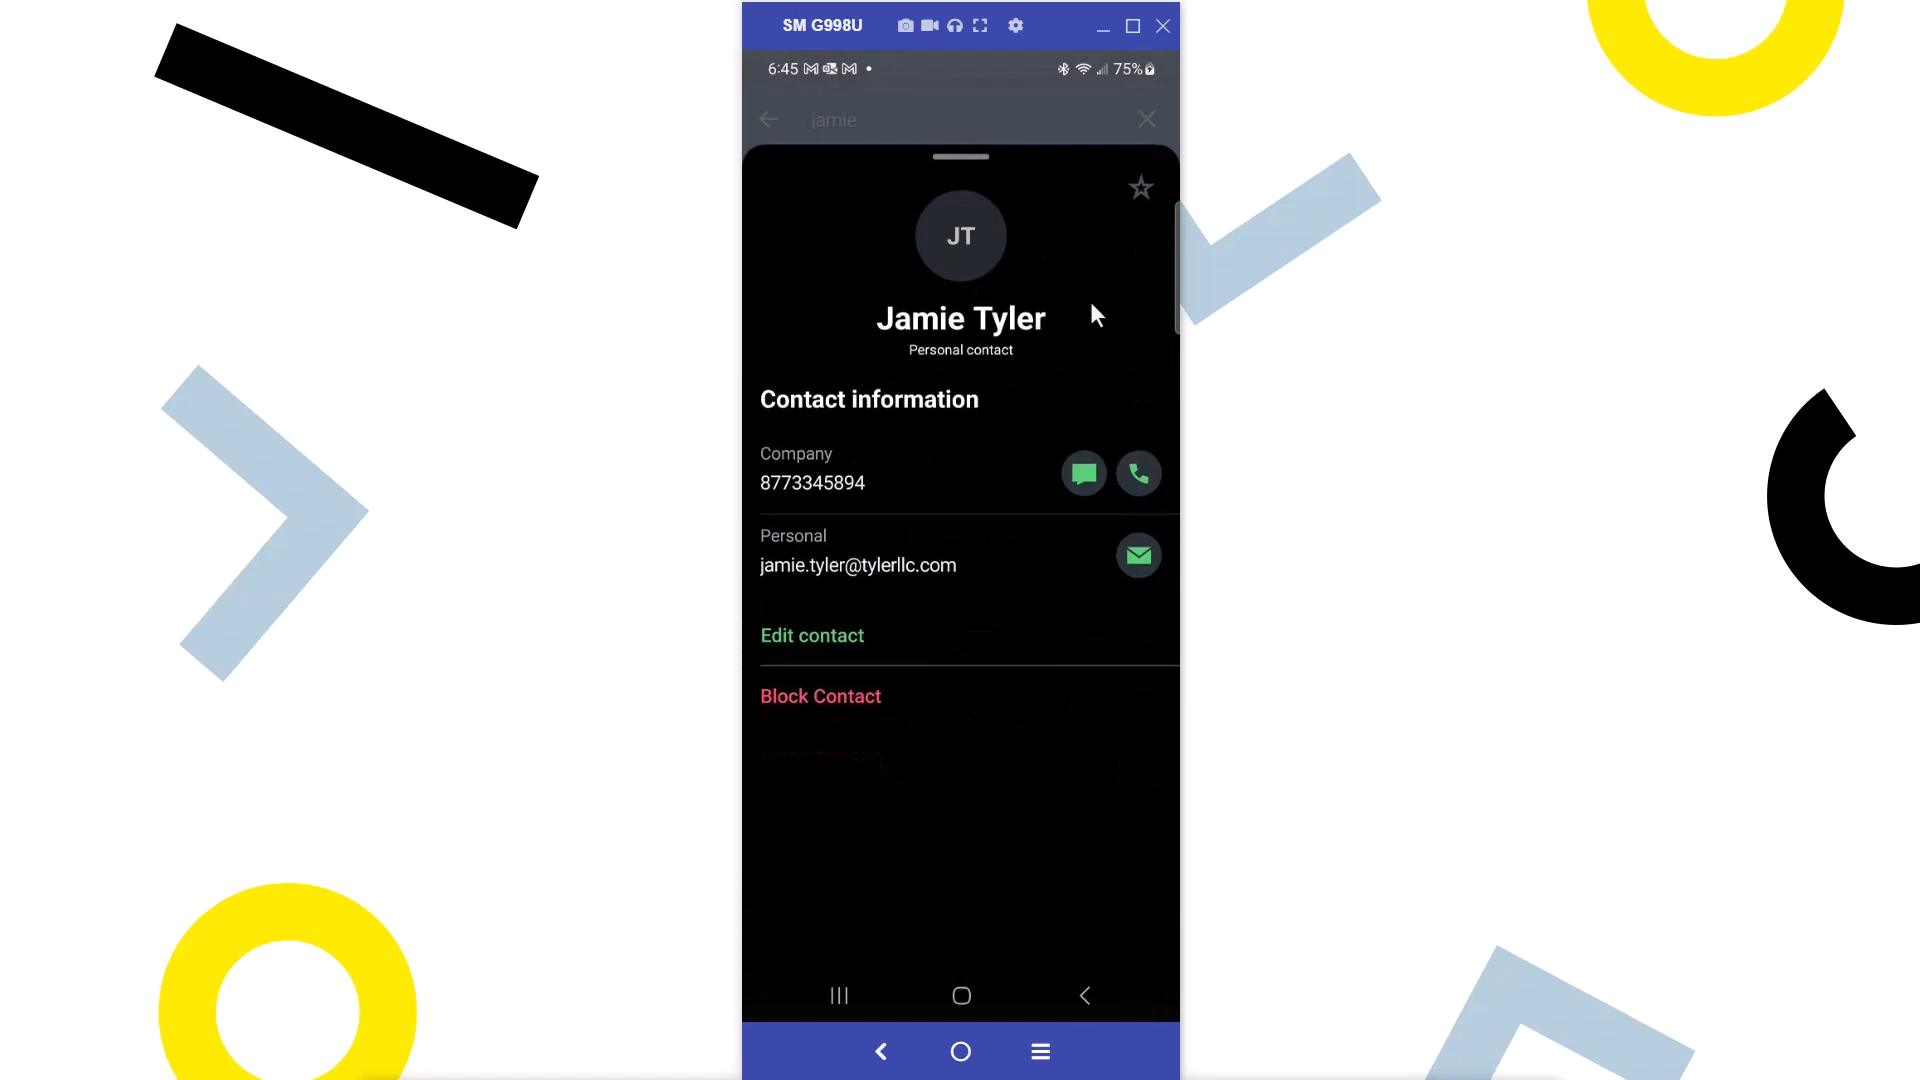 SM G998U
6:45
75%
jamie
JT
Jamie Tyler
Personal contact
Contact information
Company
8773345894
Personal
jamie.tyler@tylerllc.com
Edit contact
Block Contact